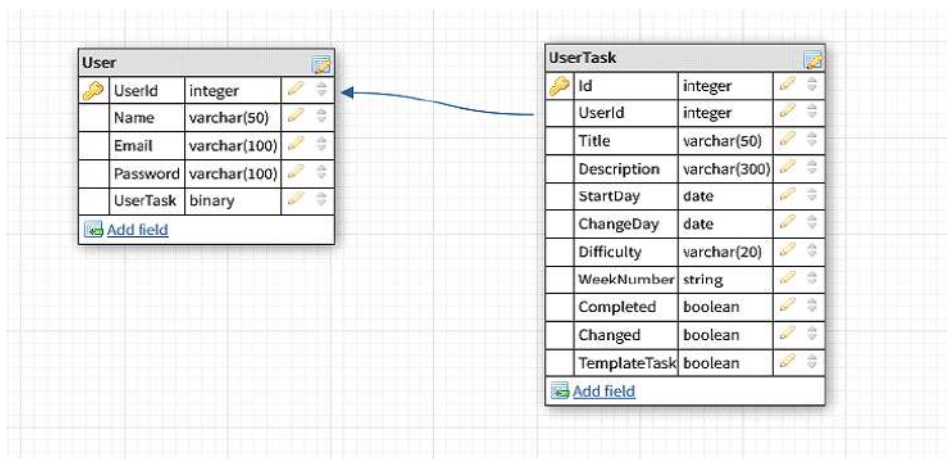 User
UserId integer
Name varchar(50)
Email varchar(100)
Password varchar(100)
UserTask binary
Add field
UserTask
Id integer
UserId integer
Title varchar(50)
Description varchar(300)
StartDay date
ChangeDay date
Difficulty varchar(20)
WeekNumber string
Completed boolean
Changed boolean
TemplateTask boolean
Add field